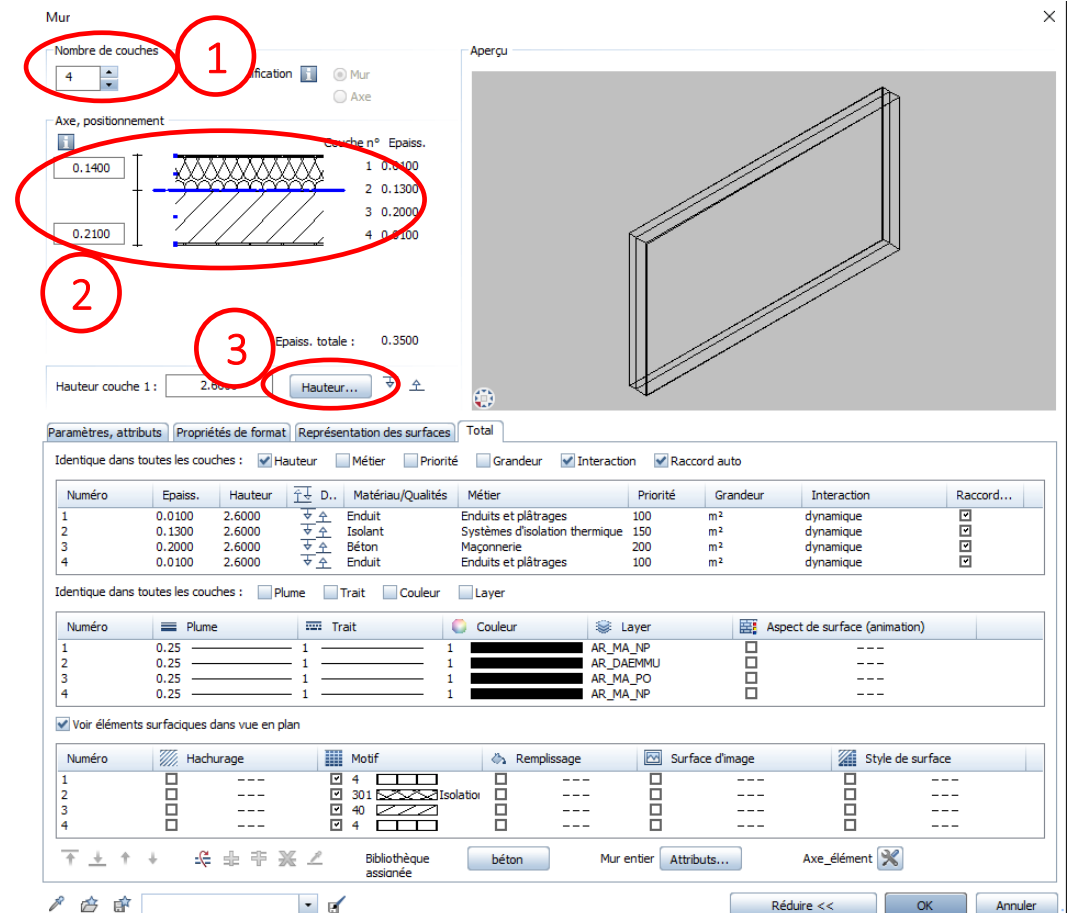 Mur
Nombre de couches
1
Aperçu
4
ification
Mur
Axe
Axe, positionnement
Couche n° Epaiss.
0.1400
1 0.0100
2 0.1300
3 0.2000
0.2100
4 0.0100
2
3
Epaiss. totale : 0.3500
Hauteur couche 1 : 2.6000 Hauteur...
Paramètres, attributs Propriétés de format Représentation des surfaces Total
Identique dans toutes les couches : Hauteur Métier Priorité Grandeur Interaction Raccord auto
Numéro Epaiss. Hauteur D.. Matériau/Qualités Métier Priorité Grandeur Interaction Raccord...
1 0.0100 2.6000 Enduit Enduits et plâtrages 100 m² dynamique
2 0.1300 2.6000 Isolant Systèmes d'isolation thermique 150 m² dynamique
3 0.2000 2.6000 Béton Maçonnerie 200 m² dynamique
4 0.0100 2.6000 Enduit Enduits et plâtrages 100 m² dynamique
Identique dans toutes les couches : Plume Trait Couleur Layer
Numéro Plume Trait Couleur Layer Aspect de surface (animation)
1 0.25 1 1 AR_MA_NP ---
2 0.25 1 1 AR_DAEMMU ---
3 0.25 1 1 AR_MA_PO ---
4 0.25 1 1 AR_MA_NP ---
Voir éléments surfaciques dans vue en plan
Numéro Hachurage Motif Remplissage Surface d'image Style de surface
1 --- 4 --- --- ---
2 --- 301 Isolation --- --- ---
3 --- 40 --- --- ---
4 --- 4 --- --- ---
Bibliothèque assignée béton Mur entier Attributs... Axe_élément
Réduire << OK Annuler